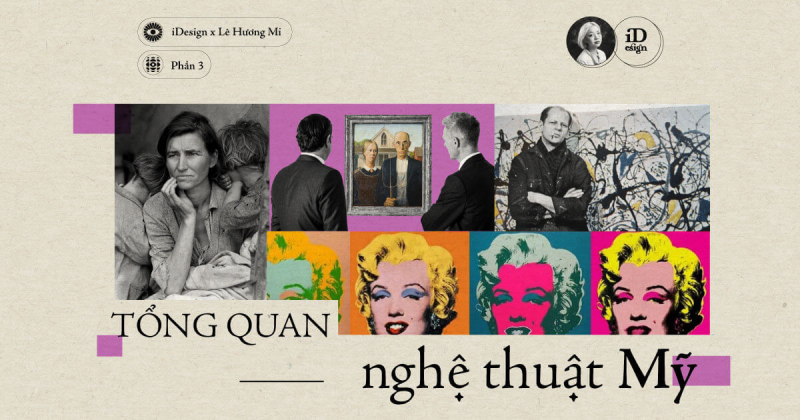 iDesign x Lê Hương Mi
Phần 3
iD
esign
TỔNG QUAN
nghệ thuật Mỹ